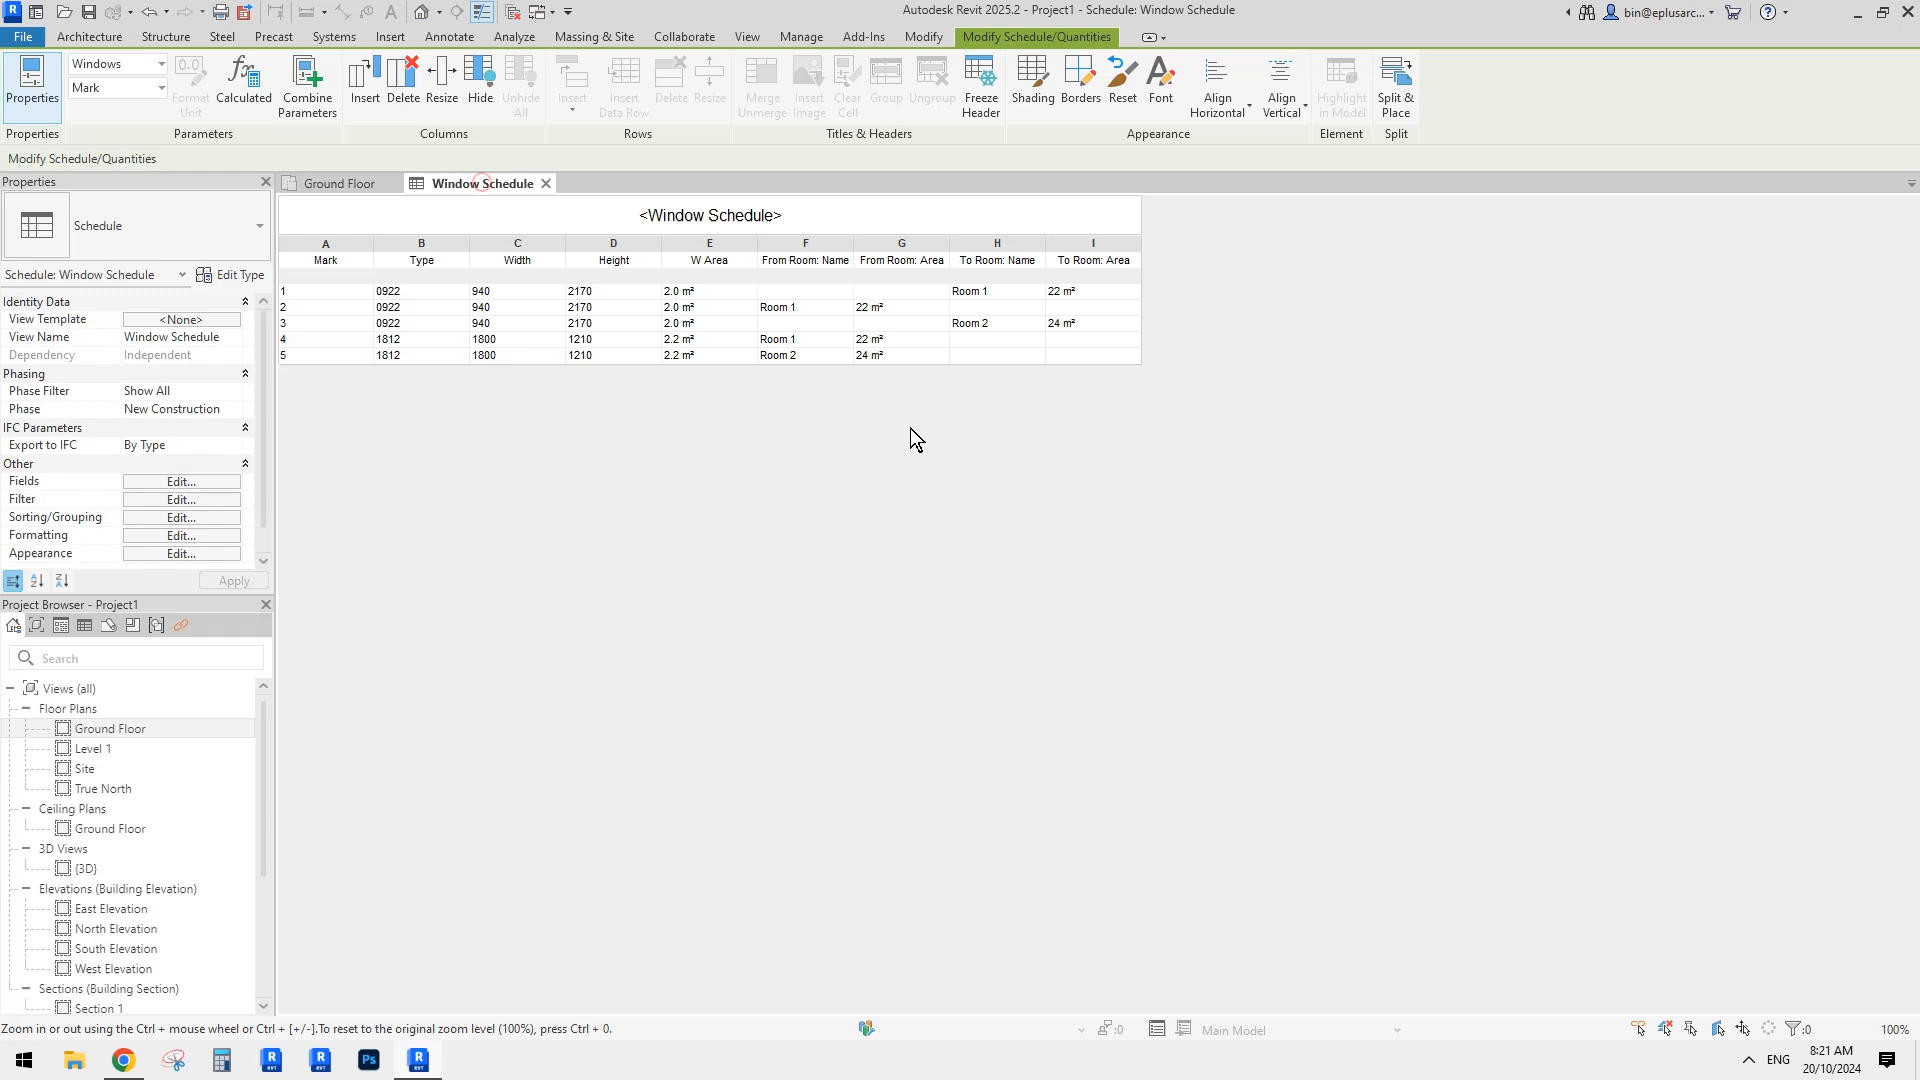 Autodesk Revit 2025.2 - Project1 - Schedule: Window Schedule
bin@eplusarc...
File Architecture Structure Steel Precast Systems Insert Annotate Analyze Massing & Site Collaborate View Manage Add-Ins Modify Modify Schedule/Quantities
Properties
Windows
Mark
Format Unit
Calculated
Combine Parameters
Insert
Delete
Resize
Hide
Unhide All
Insert
Insert Data Row
Delete
Resize
Merge Unmerge
Insert Image
Clear Cell
Group
Ungroup
Freeze Header
Shading
Borders
Reset
Font
Align Horizontal
Align Vertical
Highlight in Model
Split & Place
Properties Parameters Columns Rows Titles & Headers Appearance Element Split
Modify Schedule/Quantities
Properties
Schedule
Schedule: Window Schedule Edit Type
Identity Data
View Template <None>
View Name Window Schedule
Dependency Independent
Phasing
Phase Filter Show All
Phase New Construction
IFC Parameters
Export to IFC By Type
Other
Fields Edit...
Filter Edit...
Sorting/Grouping Edit...
Formatting Edit...
Appearance Edit...
Apply
Project Browser - Project1
Search
Views (all)
Floor Plans
Ground Floor
Level 1
Site
True North
Ceiling Plans
Ground Floor
3D Views
{3D}
Elevations (Building Elevation)
East Elevation
North Elevation
South Elevation
West Elevation
Sections (Building Section)
Section 1
Ground Floor Window Schedule
<Window Schedule>
A B C D E F G H I
Mark Type Width Height W Area From Room: Name From Room: Area To Room: Name To Room: Area
1 0922 940 2170 2.0 m² Room 1 22 m²
2 0922 940 2170 2.0 m² Room 1 22 m²
3 0922 940 2170 2.0 m² Room 2 24 m²
4 1812 1800 1210 2.2 m² Room 1 22 m²
5 1812 1800 1210 2.2 m² Room 2 24 m²
Zoom in or out using the Ctrl + mouse wheel or Ctrl + [+/-].To reset to the original zoom level (100%), press Ctrl + 0.
:0
Main Model
:0
100%
ENG
8:21 AM
20/10/2024